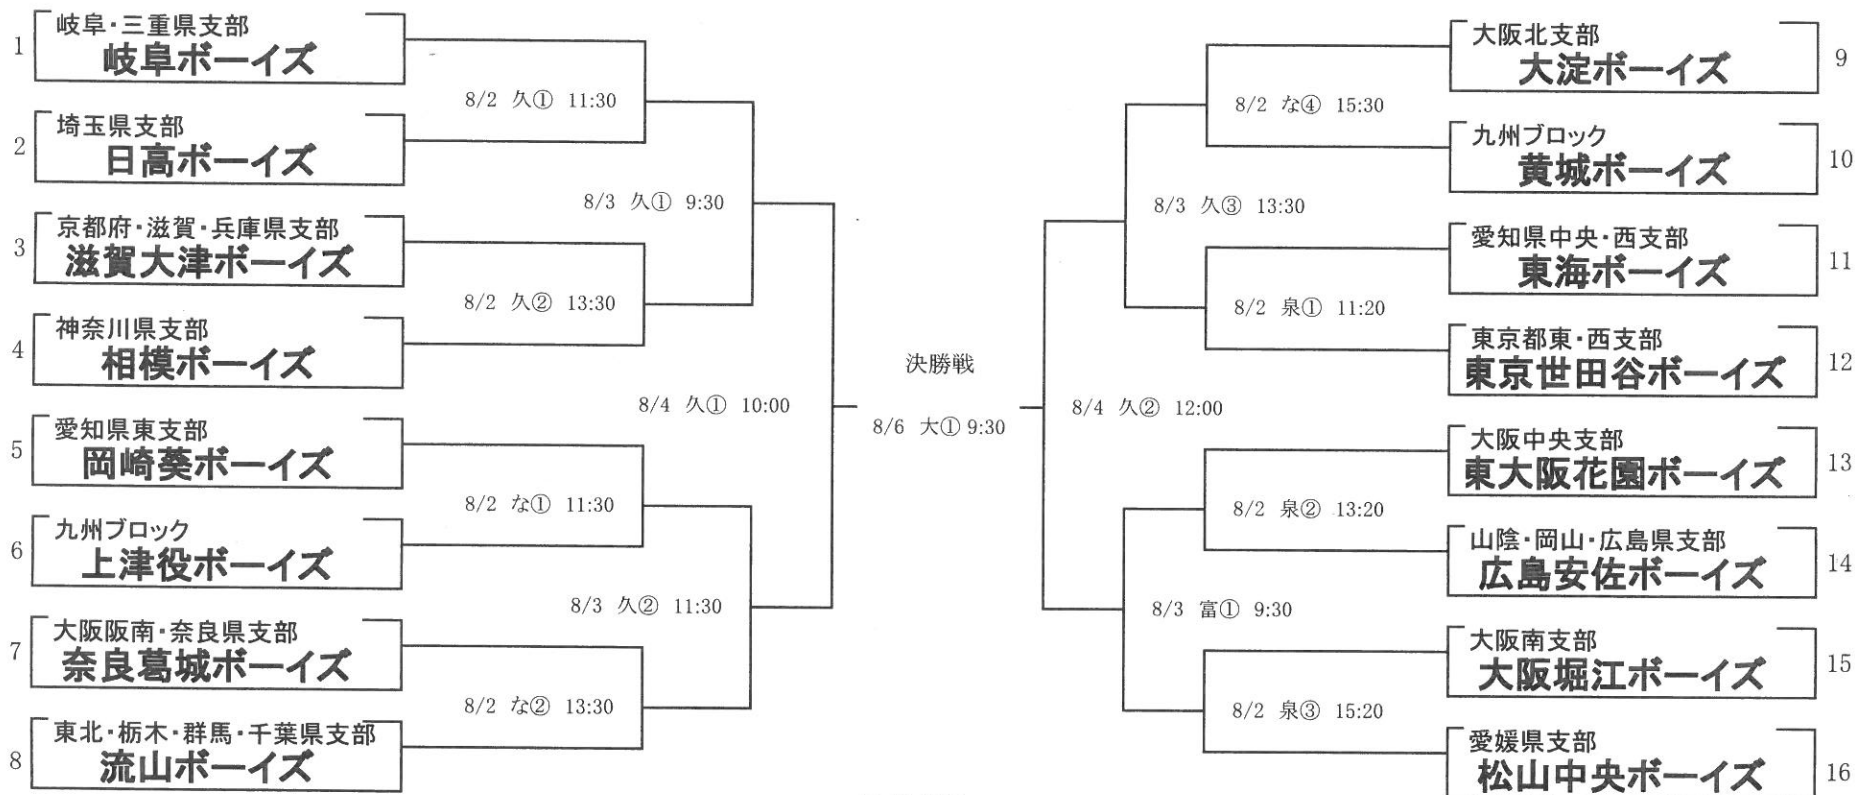 1
岐阜・三重県支部
岐阜ボーイズ
8/2 久① 11:30
2
埼玉県支部
日高ボーイズ
8/3 久① 9:30
3
京都府・滋賀・兵庫県支部
滋賀大津ボーイズ
8/2 久② 13:30
4
神奈川県支部
相模ボーイズ
8/4 久① 10:00
5
愛知県東支部
岡崎葵ボーイズ
8/2 な① 11:30
6
九州ブロック
上津役ボーイズ
8/3 久② 11:30
7
大阪阪南・奈良県支部
奈良葛城ボーイズ
8/2 な② 13:30
8
東北・栃木・群馬・千葉県支部
流山ボーイズ
決勝戦
8/6 大① 9:30
大阪北支部
大淀ボーイズ
9
8/2 な④ 15:30
九州ブロック
黄城ボーイズ
10
8/3 久③ 13:30
愛知県中央・西支部
東海ボーイズ
11
8/2 泉① 11:20
東京都東・西支部
東京世田谷ボーイズ
12
8/4 久② 12:00
大阪中央支部
東大阪花園ボーイズ
13
8/2 泉② 13:20
山陰・岡山・広島県支部
広島安佐ボーイズ
14
8/3 富① 9:30
大阪南支部
大阪堀江ボーイズ
15
8/2 泉③ 15:20
愛媛県支部
松山中央ボーイズ
16